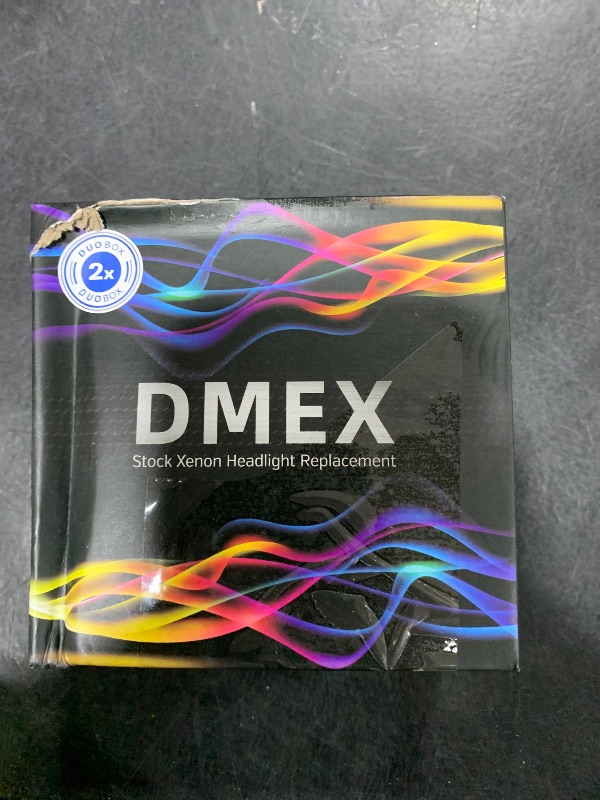 DUOBOX
2x
DUOBOX
DMEX
Stock Xenon Headlight Replacement